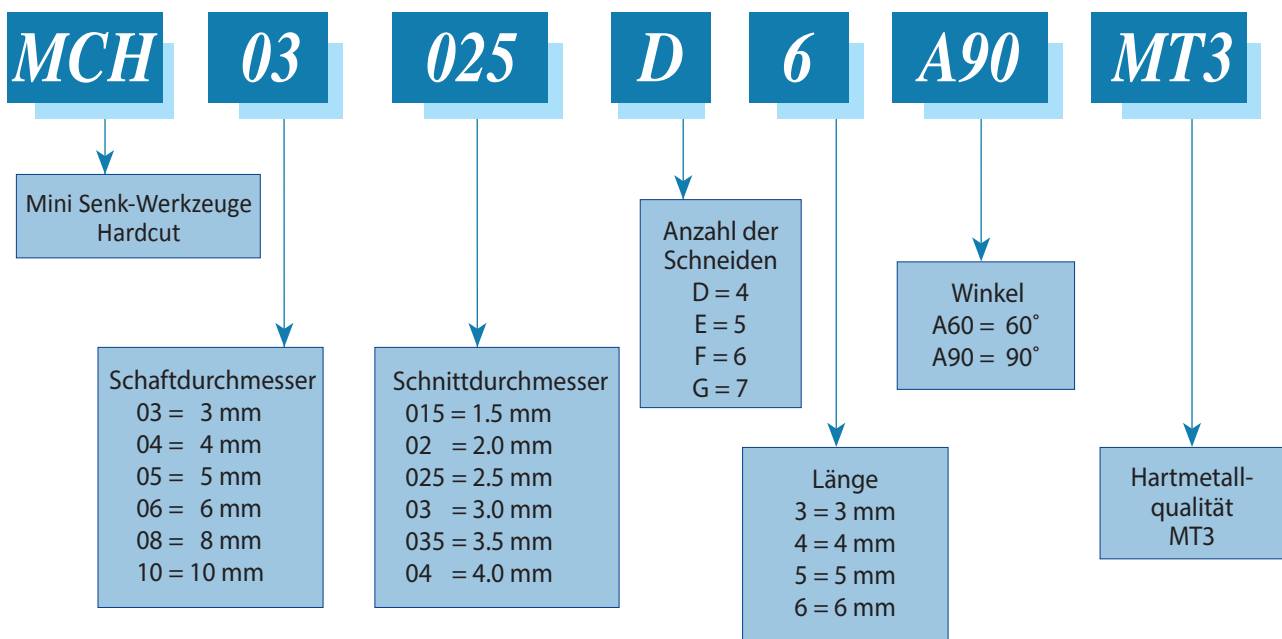 MCH 03 025 D 6 A90 MT3
Mini Senk-Werkzeuge
Hardcut
Schaftdurchmesser
03 = 3 mm
04 = 4 mm
05 = 5 mm
06 = 6 mm
08 = 8 mm
10 = 10 mm
Schnittdurchmesser
015 = 1.5 mm
02 = 2.0 mm
025 = 2.5 mm
03 = 3.0 mm
035 = 3.5 mm
04 = 4.0 mm
Anzahl der
Schneiden
D = 4
E = 5
F = 6
G = 7
Länge
3 = 3 mm
4 = 4 mm
5 = 5 mm
6 = 6 mm
Winkel
A60 = 60°
A90 = 90°
Hartmetall-
qualität
MT3